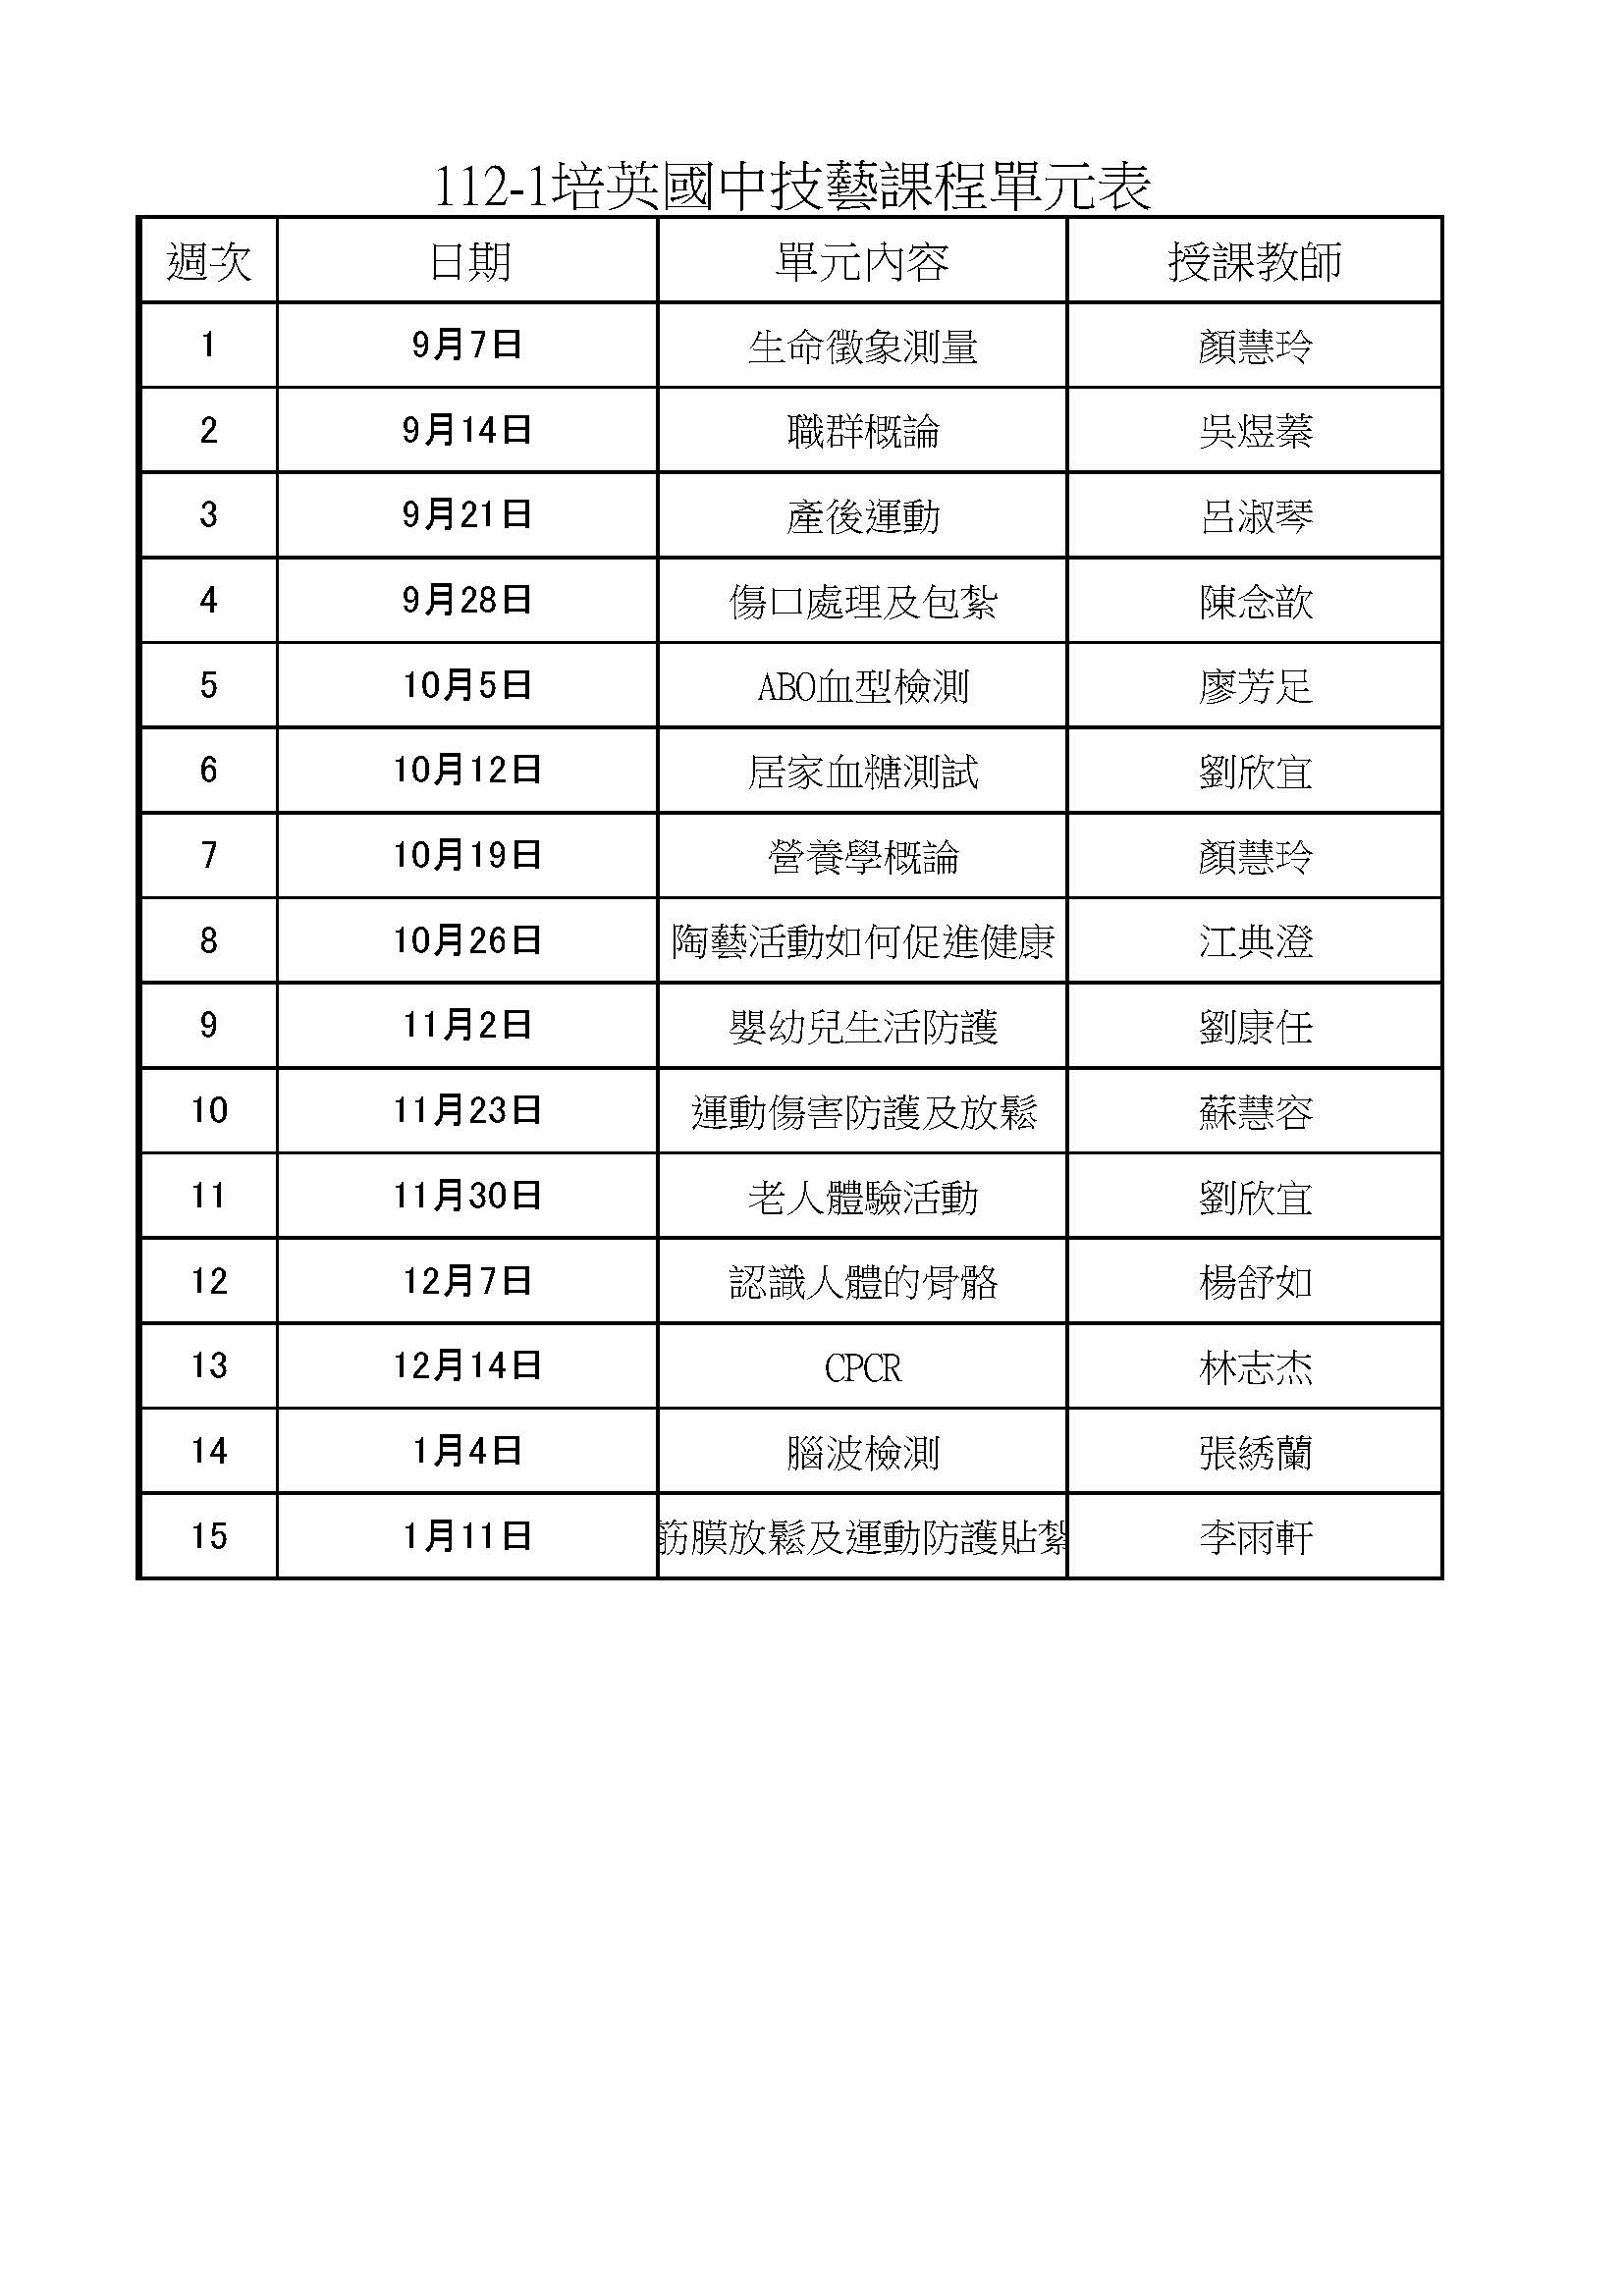 112-1培英國中技藝課程單元表
週次 日期 單元內容 授課教師
1 9月7日 生命徵象測量 顏慧玲
2 9月14日 職群概論 吳煜蓁
3 9月21日 產後運動 呂淑琴
4 9月28日 傷口處理及包紮 陳念歆
5 10月5日 ABO血型檢測 廖芳足
6 10月12日 居家血糖測試 劉欣宜
7 10月19日 營養學概論 顏慧玲
8 10月26日 陶藝活動如何促進健康 江典澄
9 11月2日 嬰幼兒生活防護 劉康任
10 11月23日 運動傷害防護及放鬆 蘇慧容
11 11月30日 老人體驗活動 劉欣宜
12 12月7日 認識人體的骨骼 楊舒如
13 12月14日 CPCR 林志杰
14 1月4日 腦波檢測 張綉蘭
15 1月11日 筋膜放鬆及運動防護貼紮 李雨軒